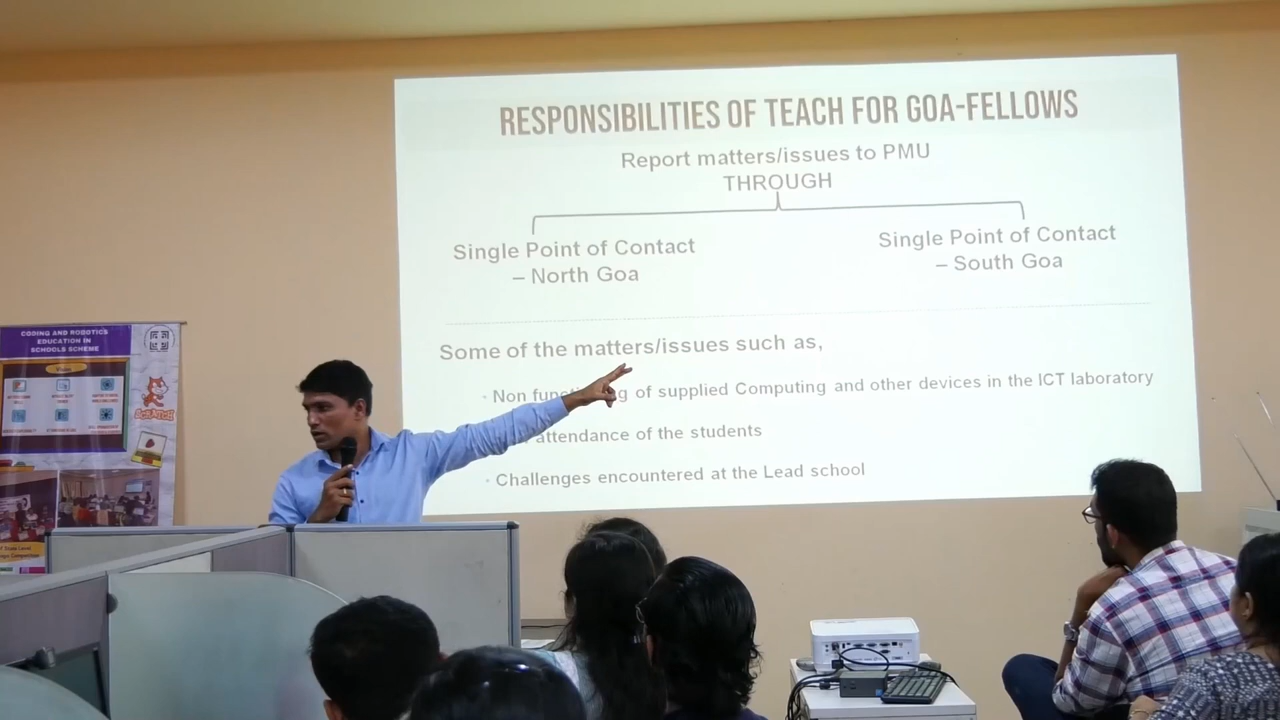 RESPONSIBILITIES OF TEACH FOR GOA-FELLOWS
Report matters/issues to PMU
THROUGH
Single Point of Contact
– North Goa
Single Point of Contact
– South Goa
Some of the matters/issues such as,
Non func g of supplied Computing and other devices in the ICT laboratory
attendance of the students
Challenges encountered at the Lead school
CODING AND ROBOTICS
EDUCATION IN
SCHOOLS SCHEME
SCRATCH